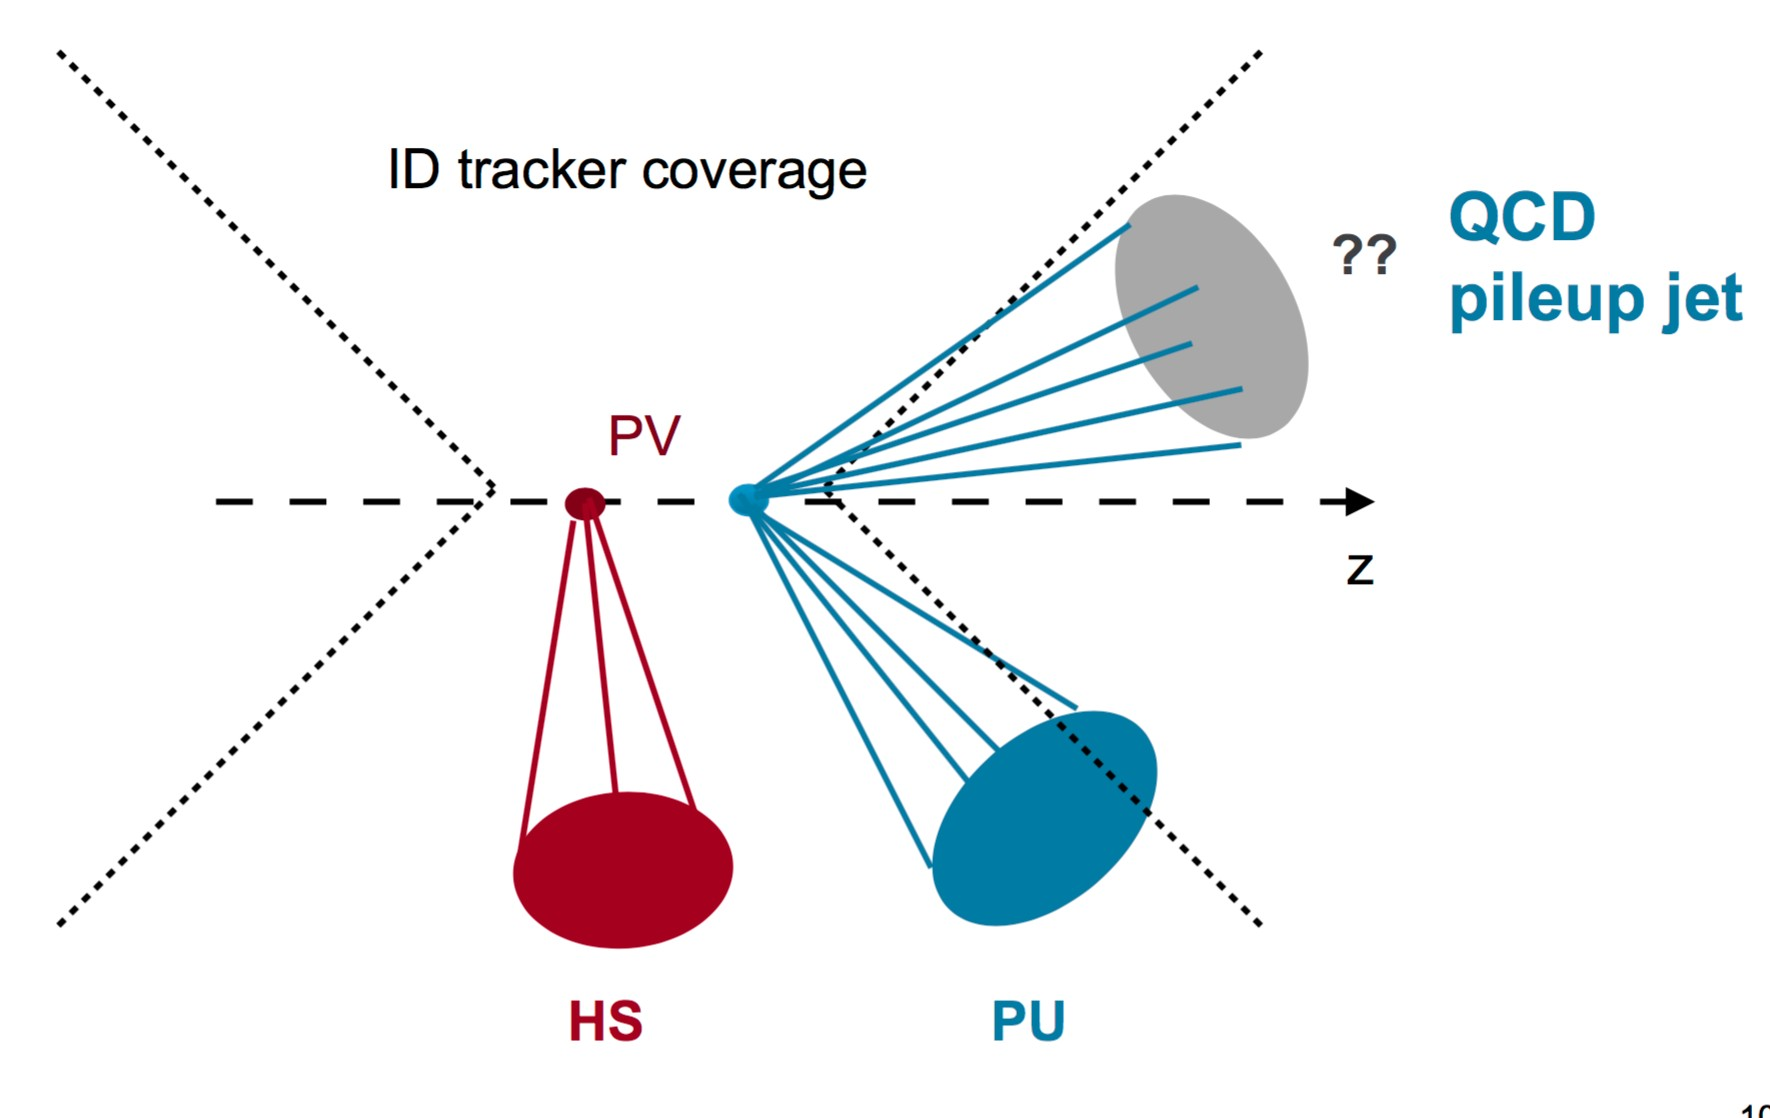 ID tracker coverage
QCD
??
pileup jet
PV
z
HS
PU